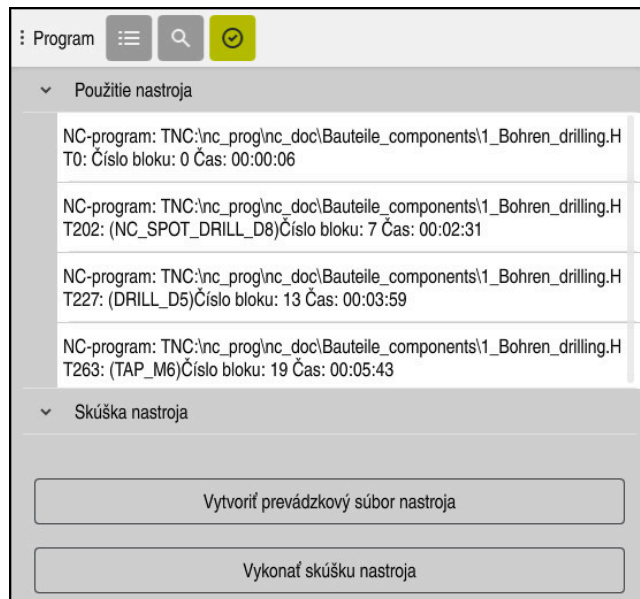 Program
Použitie nastroja
NC-program: TNC:\nc_prog\nc_doc\Bauteile_components\1_Bohren_drilling.H
T0: Číslo bloku: 0 Čas: 00:00:06
NC-program: TNC:\nc_prog\nc_doc\Bauteile_components\1_Bohren_drilling.H
T202: (NC_SPOT_DRILL_D8)Číslo bloku: 7 Čas: 00:02:31
NC-program: TNC:\nc_prog\nc_doc\Bauteile_components\1_Bohren_drilling.H
T227: (DRILL_D5)Číslo bloku: 13 Čas: 00:03:59
NC-program: TNC:\nc_prog\nc_doc\Bauteile_components\1_Bohren_drilling.H
T263: (TAP_M6)Číslo bloku: 19 Čas: 00:05:43
Skúška nastroja
Vytvoriť prevádzkový súbor nastroja
Vykonať skúšku nastroja